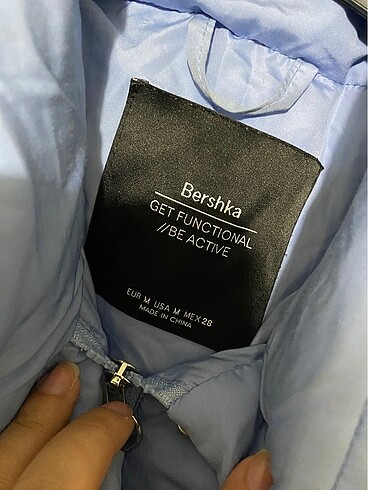 Bershka
GET FUNCTIONAL
//BE ACTIVE
EUR M USA M MEX 28
MADE IN CHINA